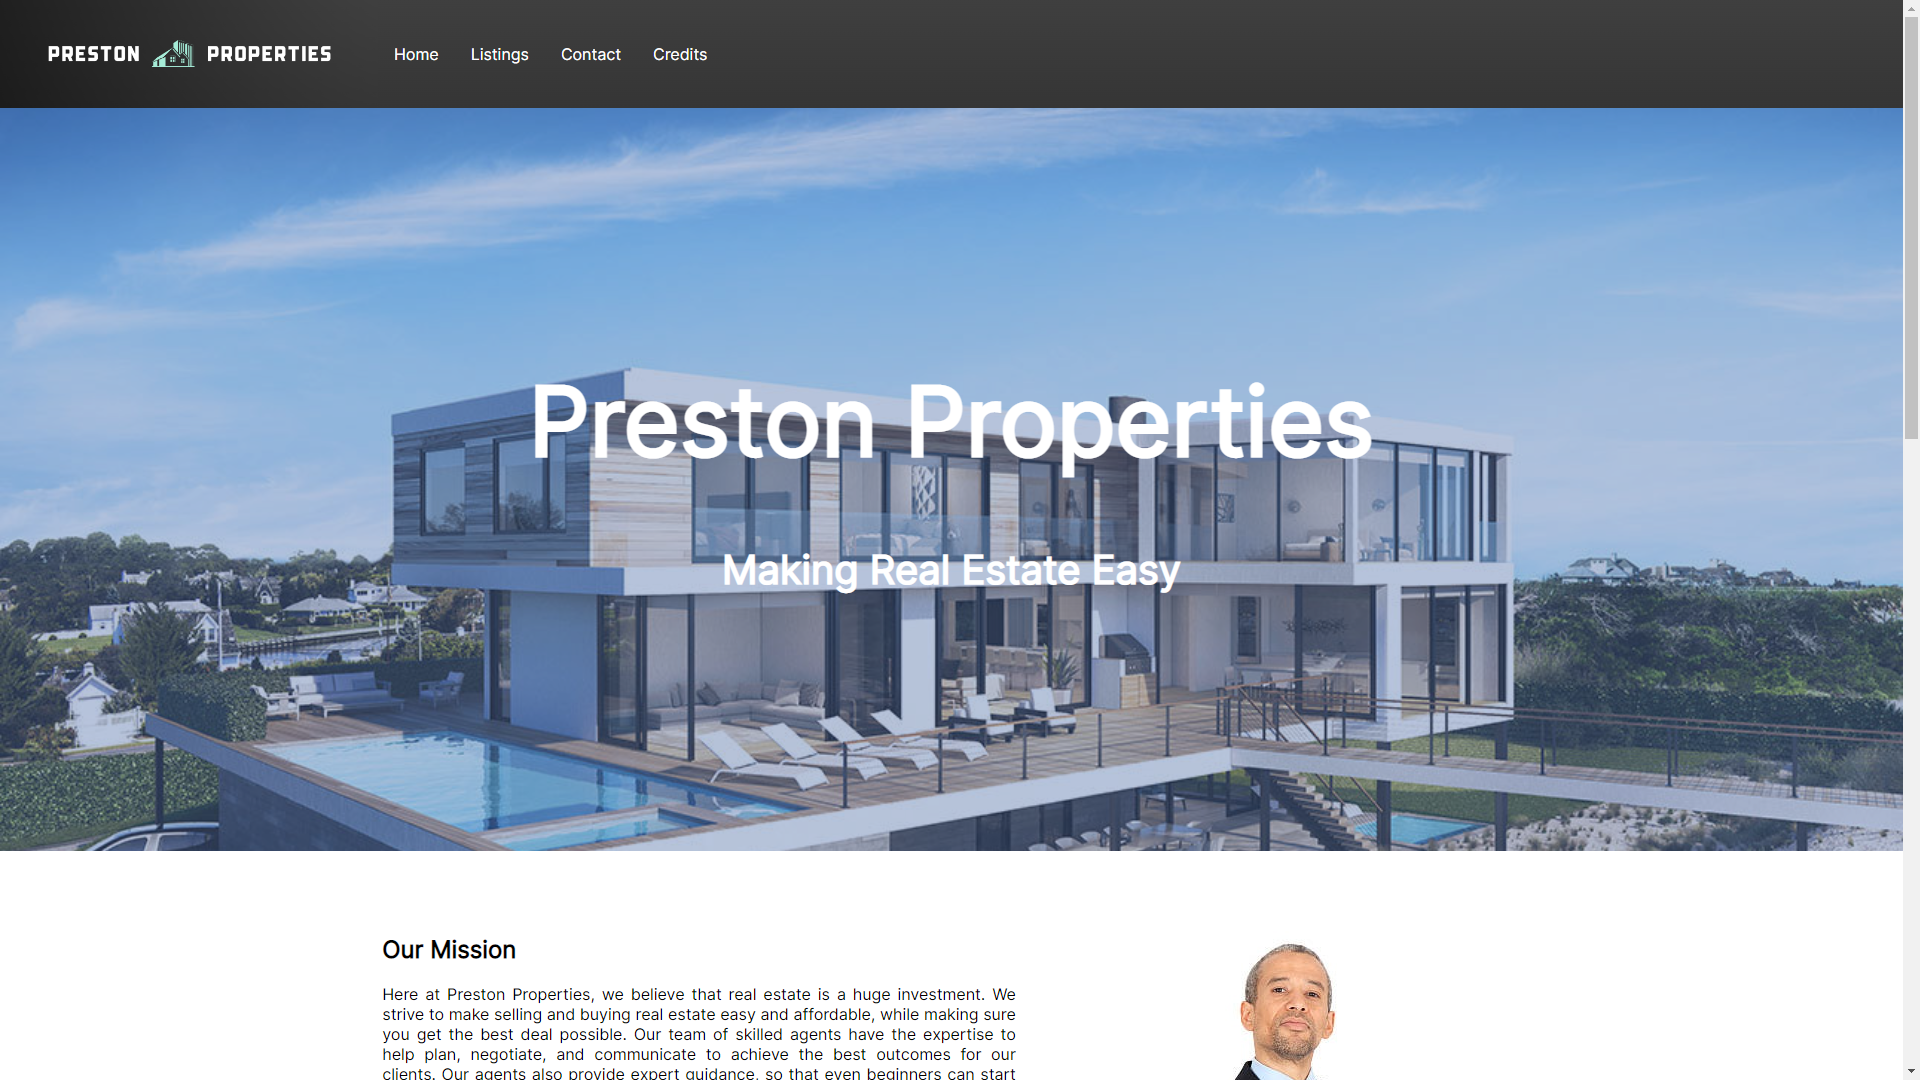 PRESTON PROPERTIES
Home Listings Contact Credits
Preston Properties
Making Real Estate Easy
Our Mission
Here at Preston Properties, we believe that real estate is a huge investment. We
strive to make selling and buying real estate easy and affordable, while making sure
you get the best deal possible. Our team of skilled agents have the expertise to
help plan, negotiate, and communicate to achieve the best outcomes for our
clients. Our agents also provide expert guidance, so that even beginners can start